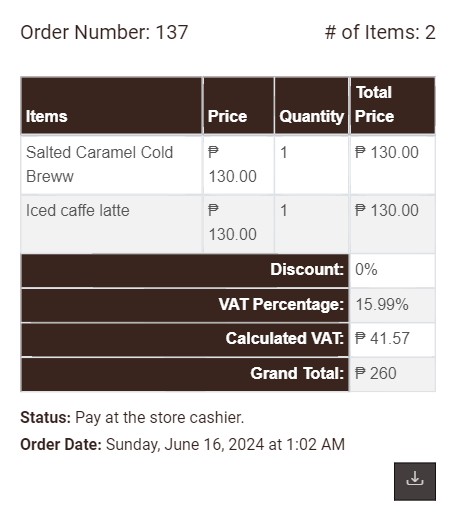 Order Number: 137 # of Items: 2
Items Price Quantity Total Price
Salted Caramel Cold Breww ₱ 130.00 1 ₱ 130.00
Iced caffe latte ₱ 130.00 1 ₱ 130.00
Discount: 0%
VAT Percentage: 15.99%
Calculated VAT: ₱ 41.57
Grand Total: ₱ 260
Status: Pay at the store cashier.
Order Date: Sunday, June 16, 2024 at 1:02 AM